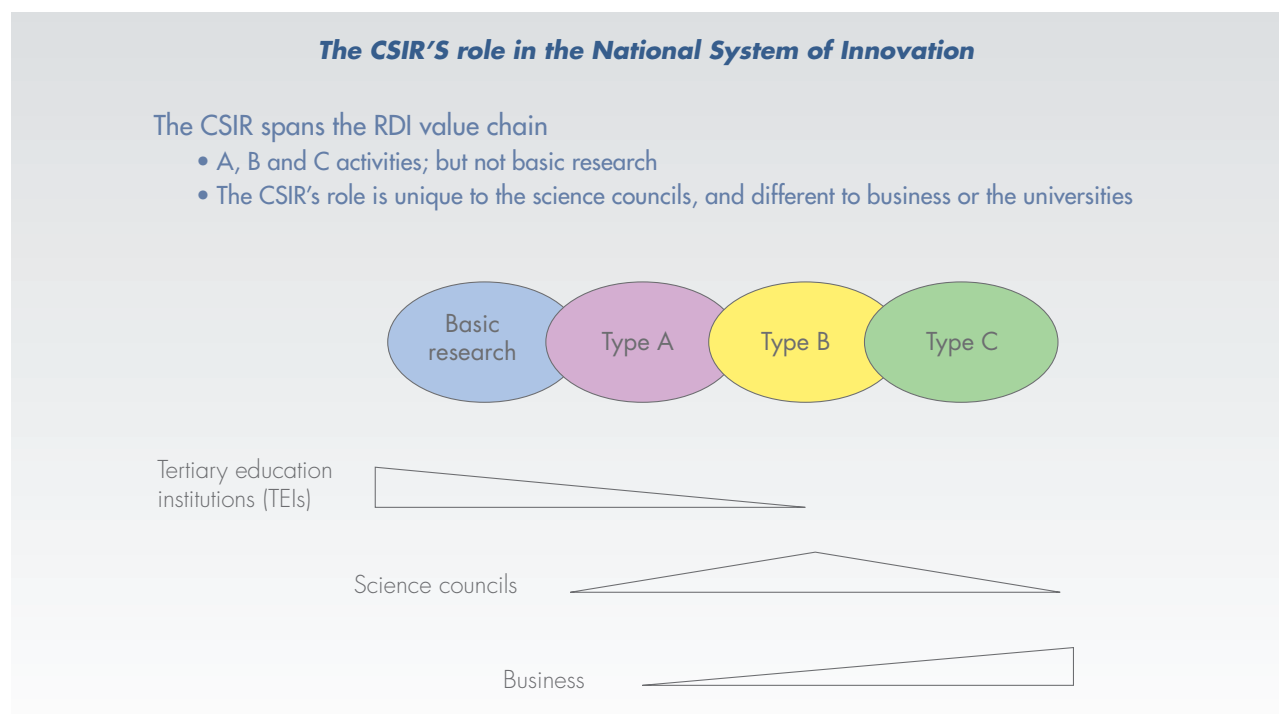 The CSIR'S role in the National System of Innovation
The CSIR spans the RDI value chain
• A, B and C activities; but not basic research
• The CSIR's role is unique to the science councils, and different to business or the universities
Basic
research
Type A
Type B
Type C
Tertiary education
institutions (TEIs)
Science councils
Business